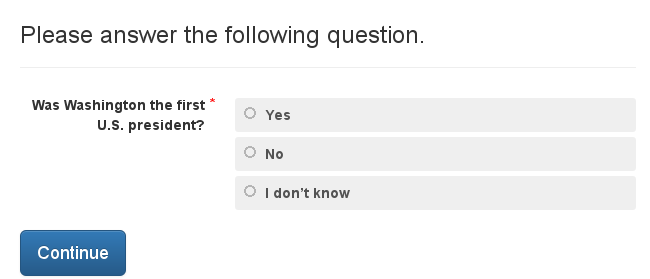 Please answer the following question.
Was Washington the first *
U.S. president?
Yes
No
I don’t know
Continue